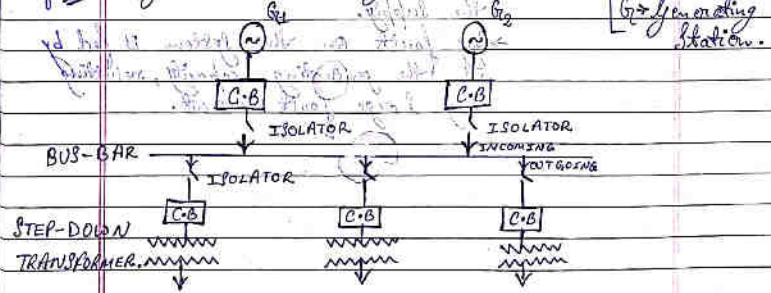 G1 G2
[G → Generating
Station.
C·B C·B
ISOLATOR ISOLATOR
BUS-BAR INCOMING
OUTGOING
ISOLATOR
C·B C·B C·B
STEP-DOWN
TRANSFORMER.